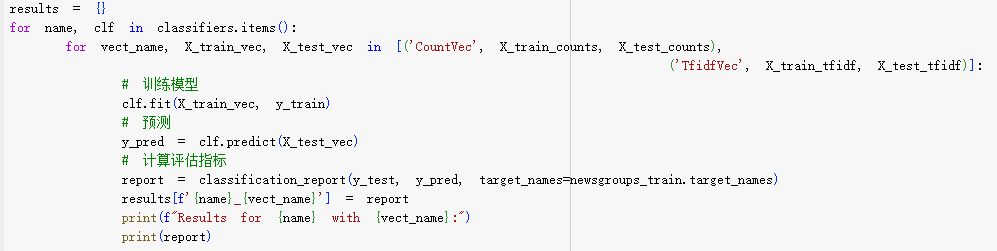 results = {}
for name, clf in classifiers.items():
    for vect_name, X_train_vec, X_test_vec in [('CountVec', X_train_counts, X_test_counts),
                                               ('TfidfVec', X_train_tfidf, X_test_tfidf)]:
        # 训练模型
        clf.fit(X_train_vec, y_train)
        # 预测
        y_pred = clf.predict(X_test_vec)
        # 计算评估指标
        report = classification_report(y_test, y_pred, target_names=newsgroups_train.target_names)
        results[f'{name}_{vect_name}'] = report
        print(f"Results for {name} with {vect_name}:")
        print(report)